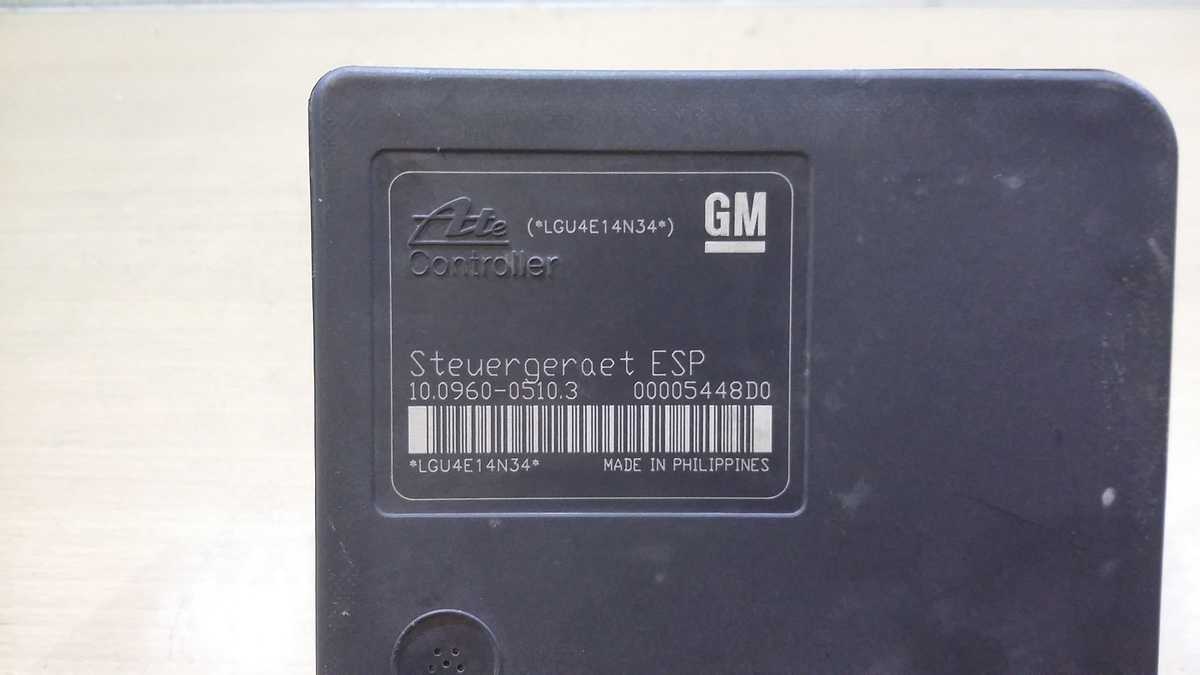 Ate (*LGU4E14N34*) GM
Controller
Steuergeraet ESP
10.0960-0510.3 00005448D0
*LGU4E14N34* MADE IN PHILIPPINES